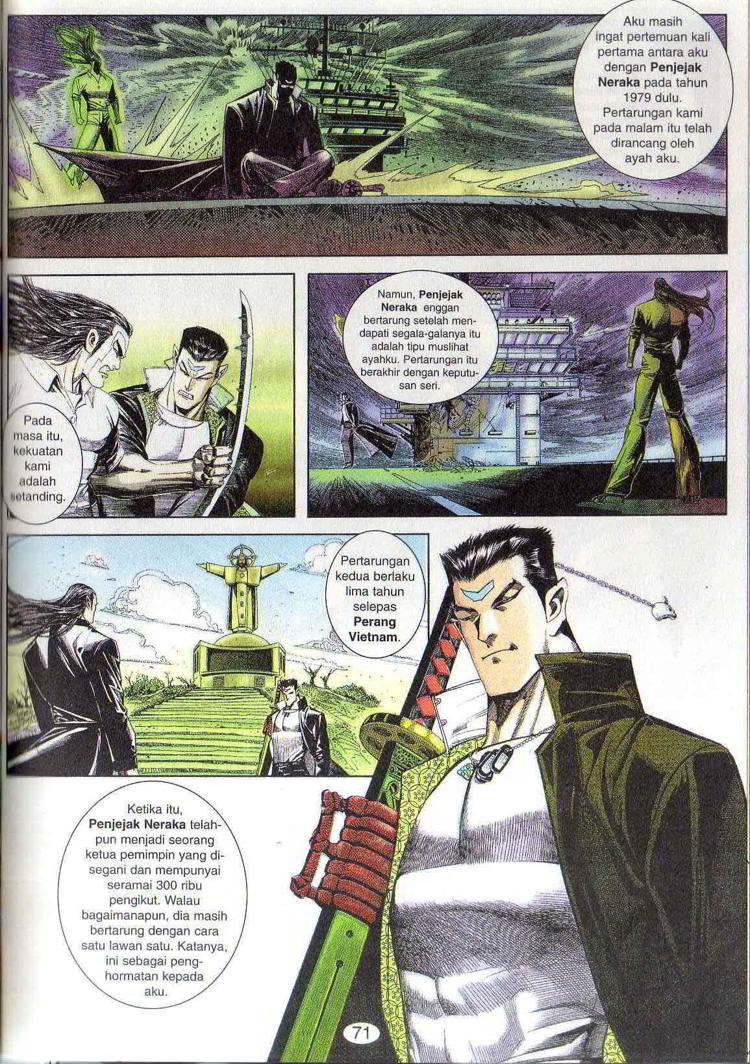 Aku masih
ingat pertemuan kali
pertama antara aku
dengan Penjejak
Neraka pada tahun
1979 dulu.
Pertarungan kami
pada malam itu telah
dirancang oleh
ayah aku.
Pada
masa itu,
kekuatan
kami
adalah
setanding.
Namun, Penjejak
Neraka enggan
bertarung setelah men-
dapati segala-galanya itu
adalah tipu muslihat
ayahku. Pertarungan itu
berakhir dengan keputu-
san seri.
Pertarungan
kedua berlaku
lima tahun
selepas
Perang
Vietnam.
Ketika itu,
Penjejak Neraka telah-
pun menjadi seorang
ketua pemimpin yang di-
segani dan mempunyai
seramai 300 ribu
pengikut. Walau
bagaimanapun, dia masih
bertarung dengan cara
satu lawan satu. Katanya,
ini sebagai peng-
hormatan kepada
aku.
71